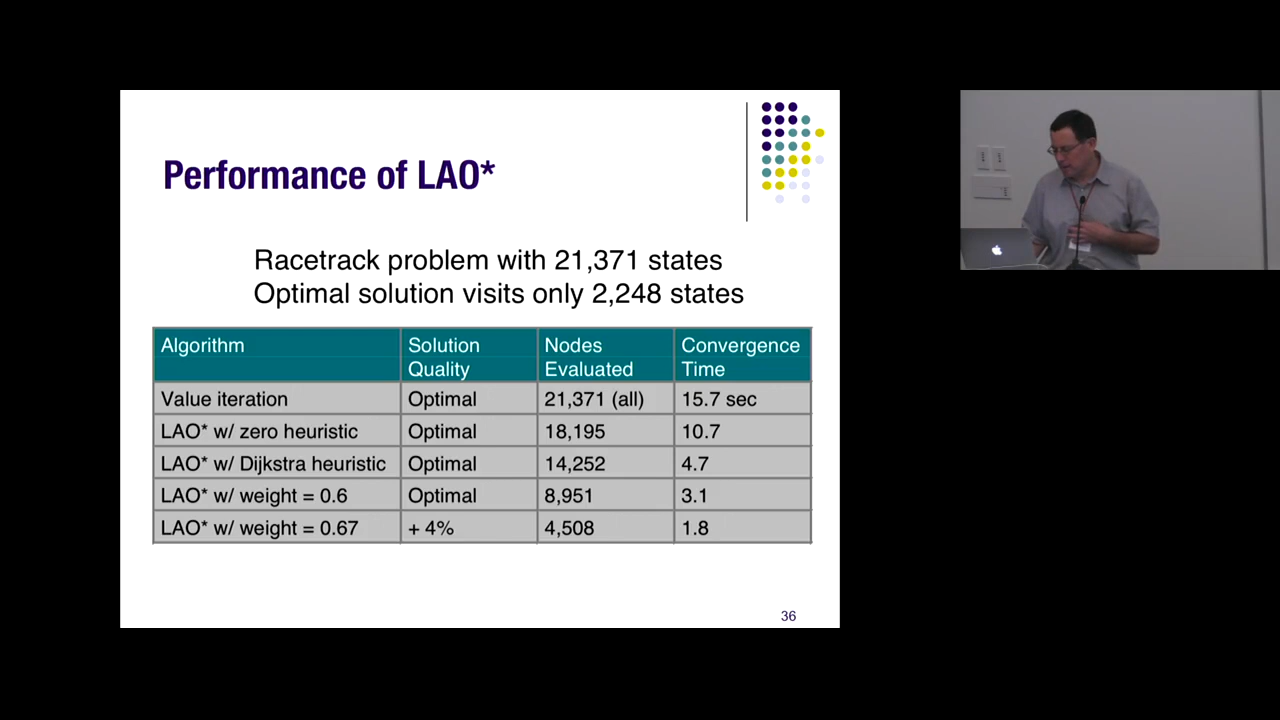 Performance of LAO*
Racetrack problem with 21,371 states
Optimal solution visits only 2,248 states
Algorithm Solution Quality Nodes Evaluated Convergence Time
Value iteration Optimal 21,371 (all) 15.7 sec
LAO* w/ zero heuristic Optimal 18,195 10.7
LAO* w/ Dijkstra heuristic Optimal 14,252 4.7
LAO* w/ weight = 0.6 Optimal 8,951 3.1
LAO* w/ weight = 0.67 + 4% 4,508 1.8
36